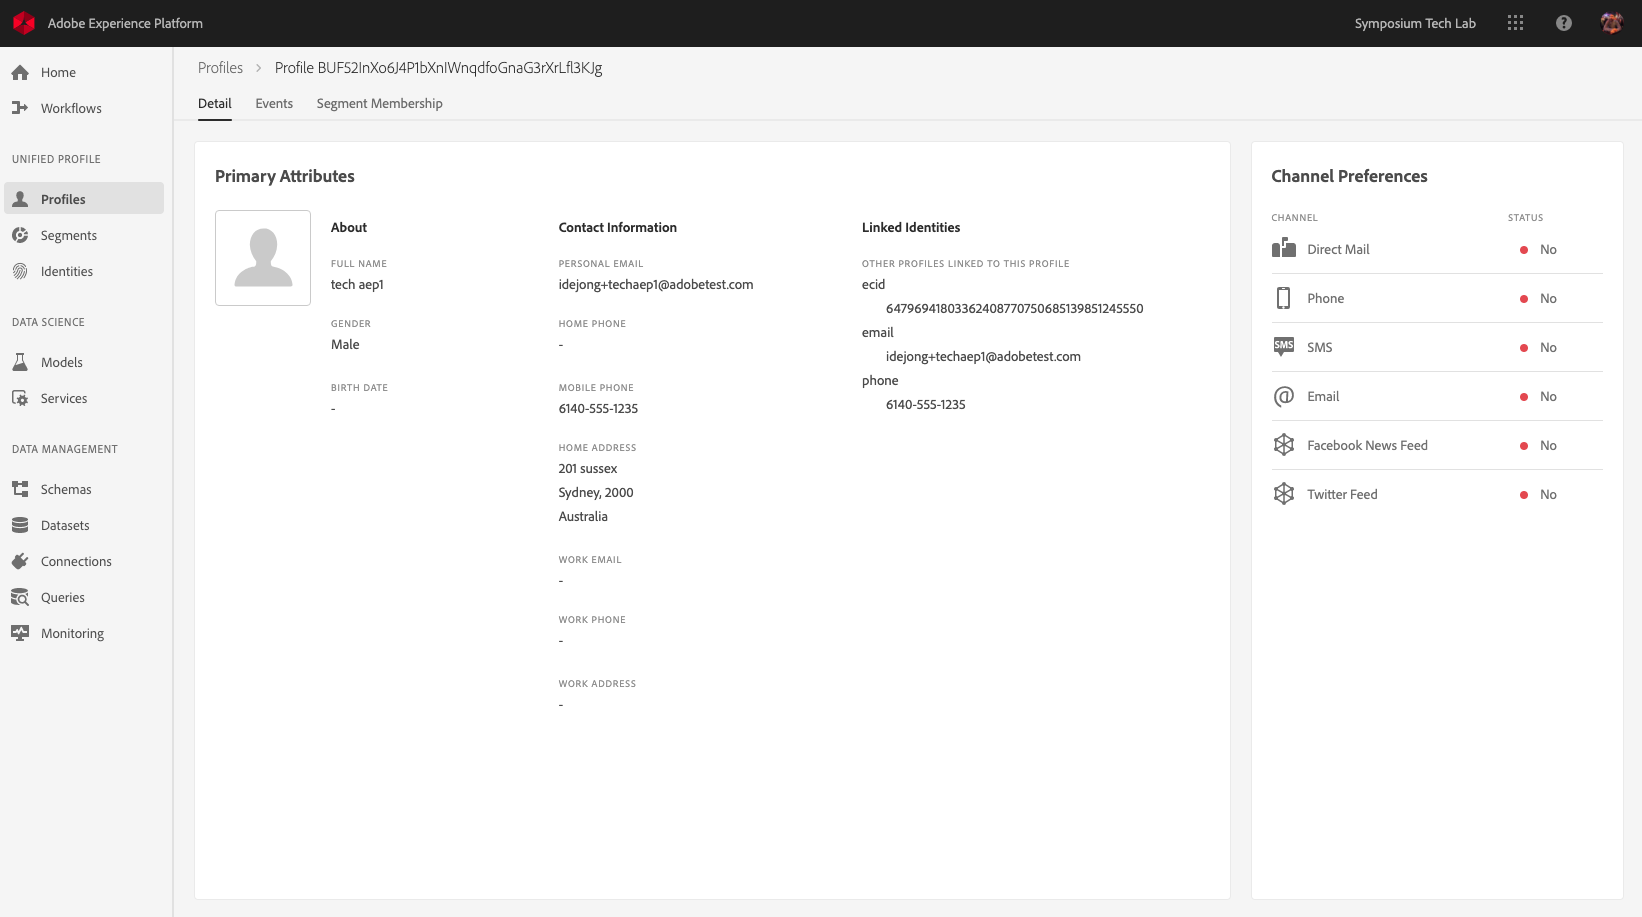 Adobe Experience Platform
Symposium Tech Lab
Home
Workflows
UNIFIED PROFILE
Profiles
Segments
Identities
DATA SCIENCE
Models
Services
DATA MANAGEMENT
Schemas
Datasets
Connections
Queries
Monitoring
Profiles > Profile BUF52InXo6J4P1bXnIWnqdfoGnaG3rXrLfl3KJg
Detail Events Segment Membership
Primary Attributes
About
FULL NAME
tech aep1
GENDER
Male
BIRTH DATE
-
Contact Information
PERSONAL EMAIL
idejong+techaep1@adobetest.com
HOME PHONE
-
MOBILE PHONE
6140-555-1235
HOME ADDRESS
201 sussex
Sydney, 2000
Australia
WORK EMAIL
-
WORK PHONE
-
WORK ADDRESS
-
Linked Identities
OTHER PROFILES LINKED TO THIS PROFILE
ecid
64796941803362408770750685139851245550
email
idejong+techaep1@adobetest.com
phone
6140-555-1235
Channel Preferences
CHANNEL STATUS
Direct Mail No
Phone No
SMS SMS No
Email No
Facebook News Feed No
Twitter Feed No